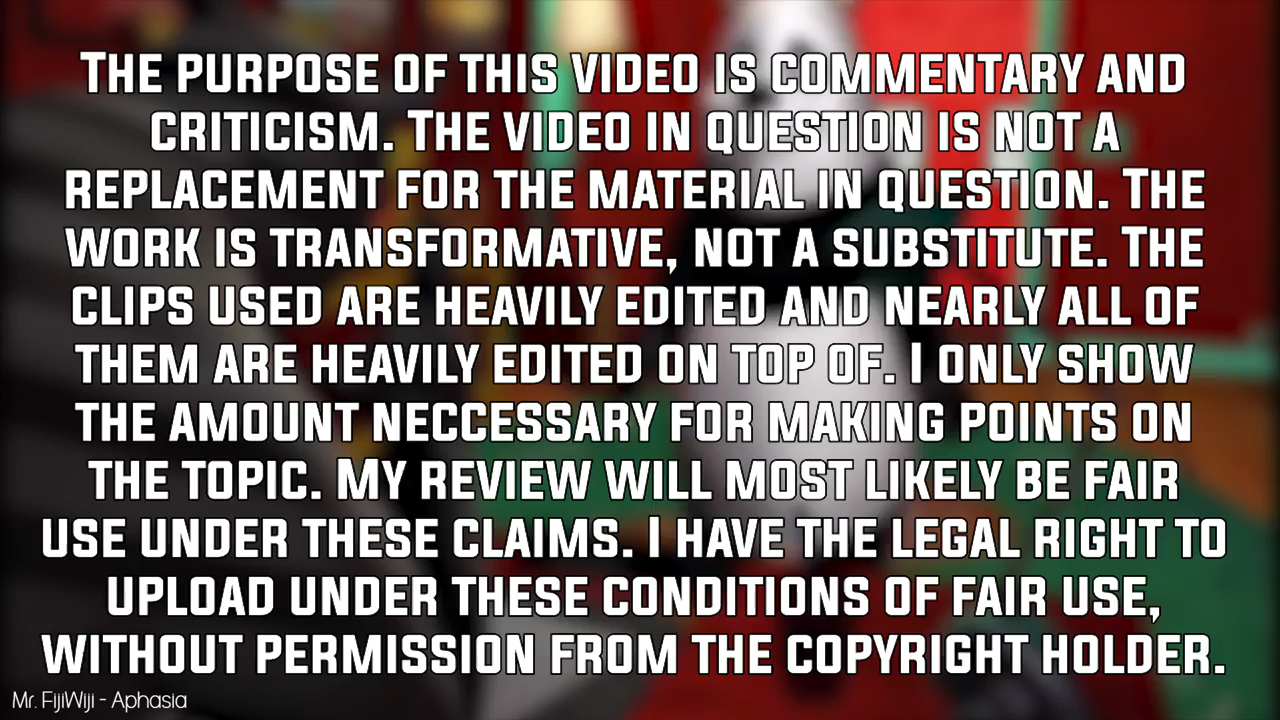 The purpose of this video is commentary and
criticism. The video in question is not a
replacement for the material in question. The
work is transformative, not a substitute. The
clips used are heavily edited and nearly all of
them are heavily edited on top of. I only show
the amount neccessary for making points on
the topic. My review will most likely be fair
use under these claims. I have the legal right to
upload under these conditions of fair use,
without permission from the copyright holder.
Mr. FijiWiji - Aphasia